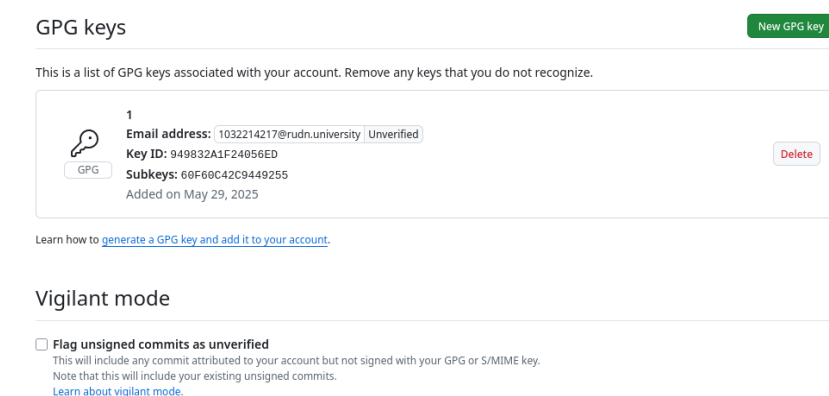 GPG keys
New GPG key
This is a list of GPG keys associated with your account. Remove any keys that you do not recognize.
1
Email address: 1032214217@rudn.university Unverified
Key ID: 949832A1F24056ED
GPG
Subkeys: 60F60C42C9449255
Added on May 29, 2025
Delete
Learn how to generate a GPG key and add it to your account.
Vigilant mode
Flag unsigned commits as unverified
This will include any commit attributed to your account but not signed with your GPG or S/MIME key.
Note that this will include your existing unsigned commits.
Learn about vigilant mode.